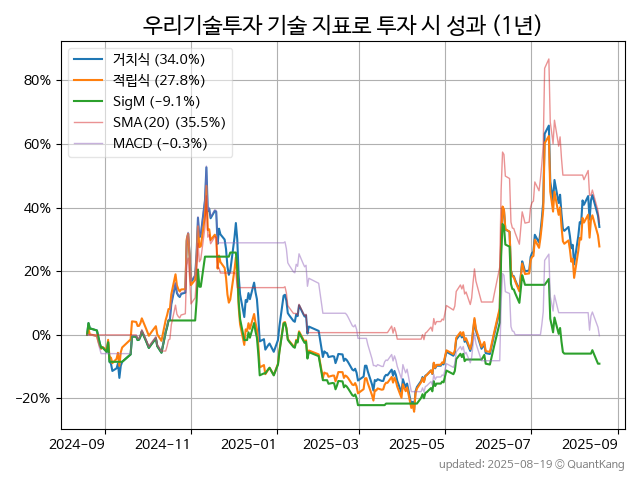 우리기술투자 기술 지표로 투자 시 성과 (1년)
거치식 (34.0%)
적립식 (27.8%)
SigM (−9.1%)
SMA(20) (35.5%)
MACD (−0.3%)
80%
60%
40%
20%
0%
−20%
2024-09 2024-11 2025-01 2025-03 2025-05 2025-07 2025-09
updated: 2025-08-19 © QuantKang